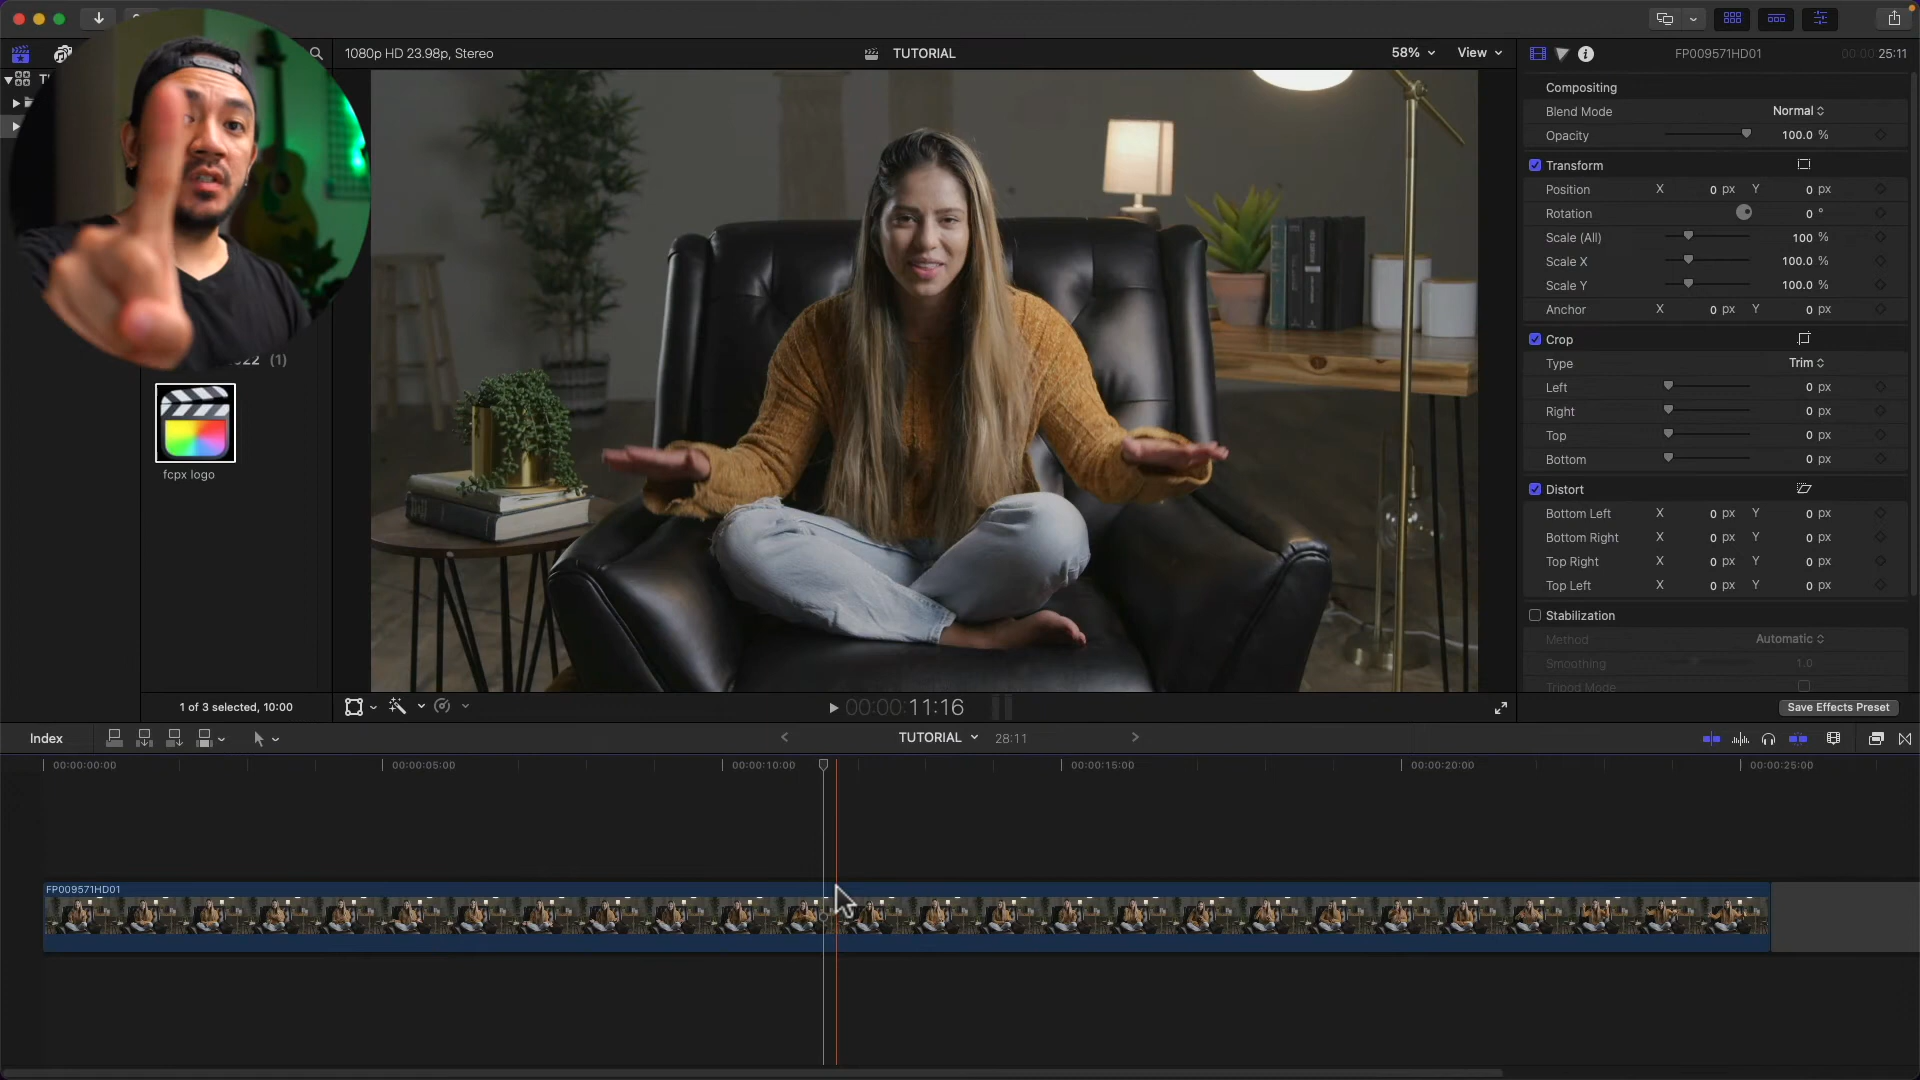 1080p HD 23.98p, Stereo
TUTORIAL
58%
View
FP009571HD01
00:00:25:11
Compositing
Blend Mode Normal
Opacity 100.0 %
Transform
Position X 0 px Y 0 px
Rotation 0 °
Scale (All) 100 %
Scale X 100.0 %
Scale Y 100.0 %
Anchor X 0 px Y 0 px
Crop
Type Trim
Left 0 px
Right 0 px
Top 0 px
Bottom 0 px
Distort
Bottom Left X 0 px Y 0 px
Bottom Right X 0 px Y 0 px
Top Right X 0 px Y 0 px
Top Left X 0 px Y 0 px
Stabilization
Method Automatic
Smoothing 1.0
Tripod Mode
Save Effects Preset
(1)
fcpx logo
1 of 3 selected, 10:00
00:00:11:16
Index
TUTORIAL
28:11
00:00:00:00
00:00:05:00
00:00:10:00
00:00:15:00
00:00:20:00
00:00:25:00
FP009571HD01